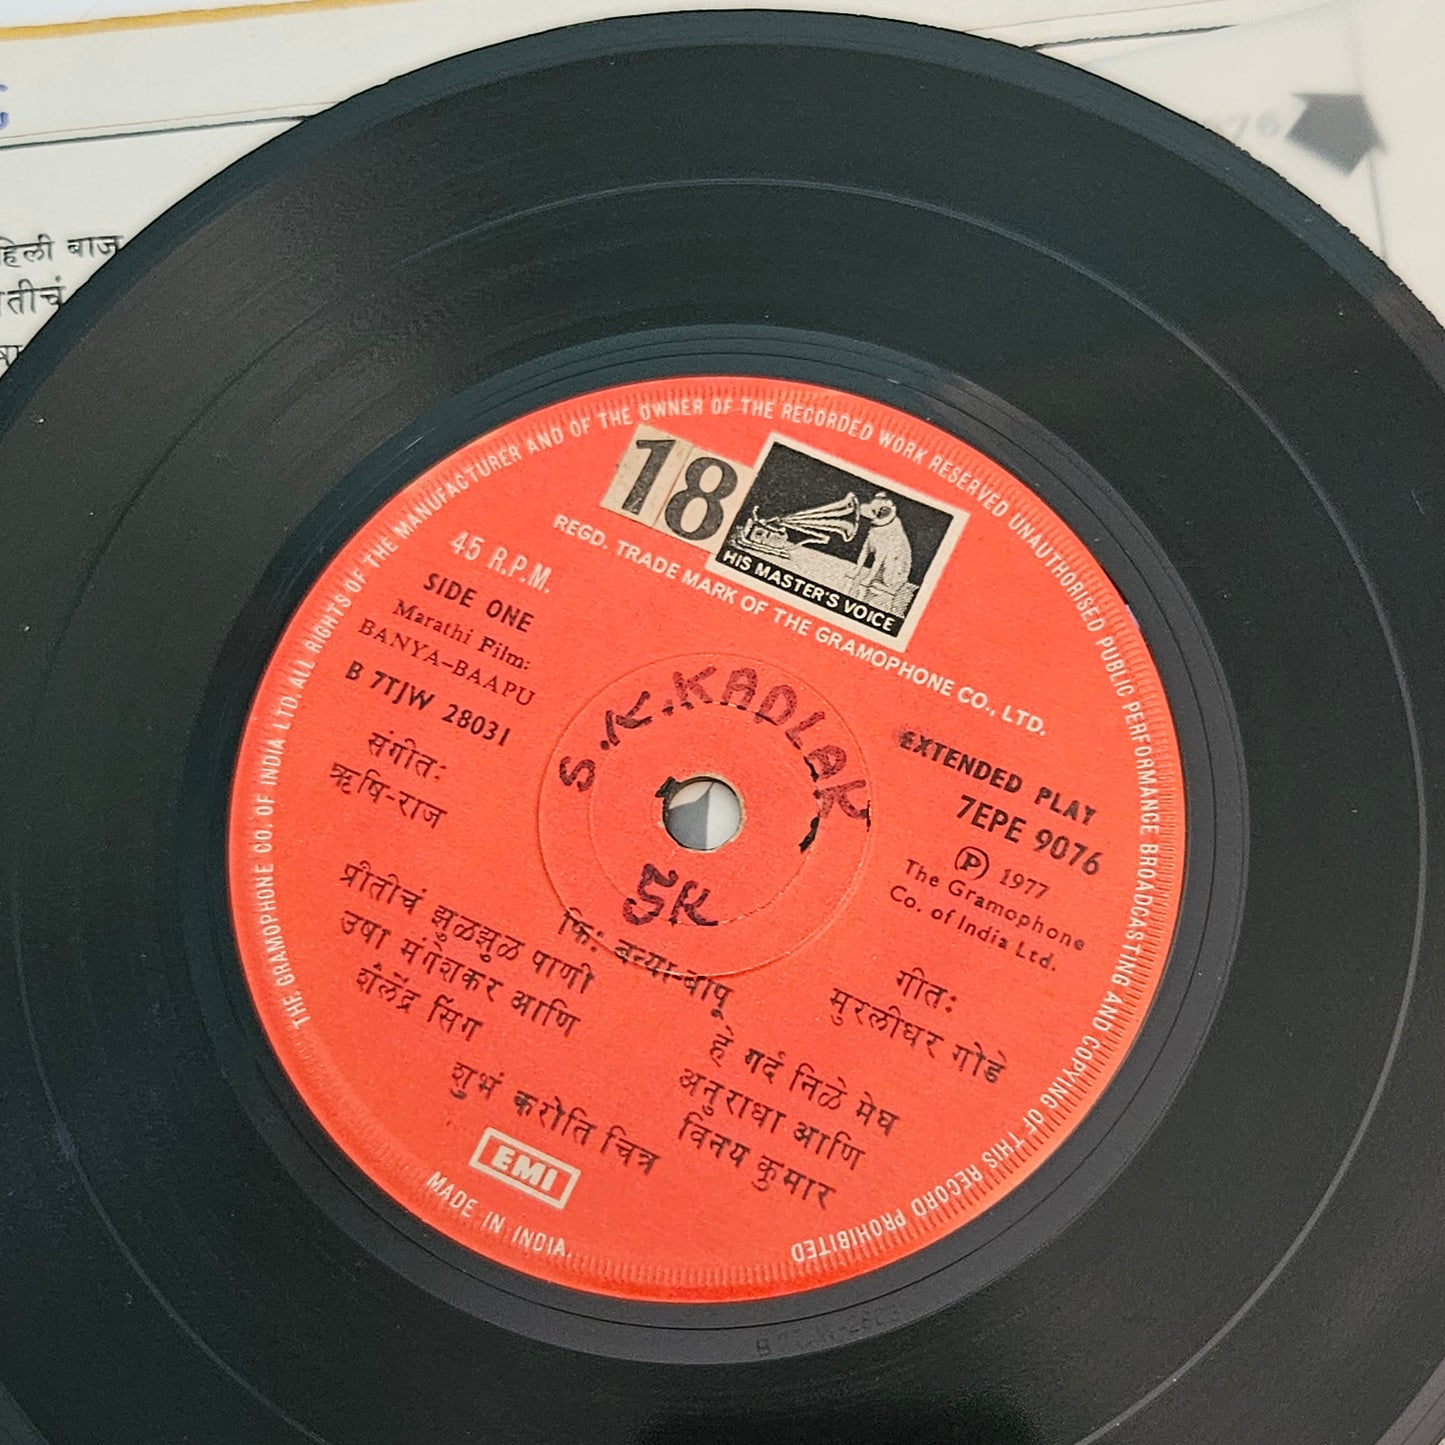 THE GRAMOPHONE CO. OF INDIA LTD. ALL RIGHTS OF THE MANUFACTURER AND OF THE OWNER OF THE RECORDED WORK RESERVED UNAUTHORISED PUBLIC PERFORMANCE BROADCASTING AND COPYING OF THIS RECORD PROHIBITED
18
HIS MASTER'S VOICE
REGD. TRADE MARK OF THE GRAMOPHONE CO., LTD.
45 R.P.M.
SIDE ONE
Marathi Film:
BANYA-BAAPU
B 7TJW 28031
संगीत:
ऋषि-राज
S.K.KADLAK
SK
EXTENDED PLAY
7EPE 9076
Ⓟ 1977
The Gramophone
Co. of India Ltd.
गीत:
मुरलीधर गोडे
फि: बन्या-बापू
प्रीतीचं झुळझुळ पाणी
उषा मंगेशकर आणि
शैलेंद्र सिंग
हे गर्द निळे मेघ
अनुराधा आणि
विनय कुमार
शुभं करोति चित्र
EMI
MADE IN INDIA.
हिली बाज
तीचं